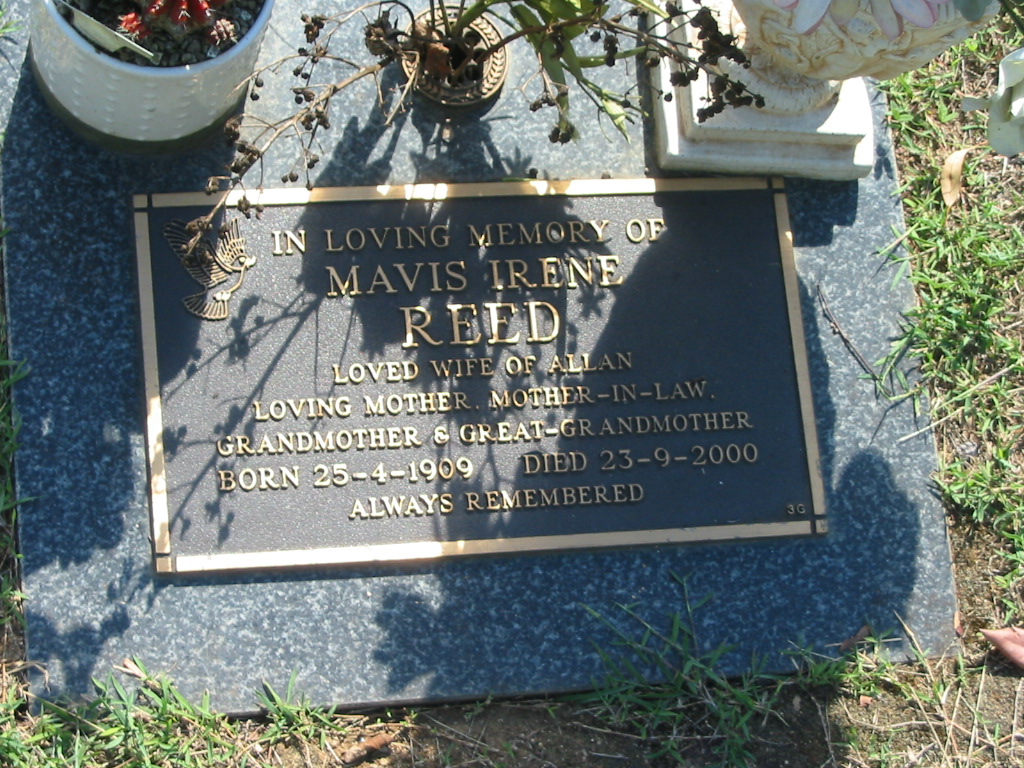 IN LOVING MEMORY OF
MAVIS IRENE
REED
LOVED WIFE OF ALLAN
LOVING MOTHER, MOTHER-IN-LAW,
GRANDMOTHER & GREAT-GRANDMOTHER
BORN 25-4-1909 DIED 23-9-2000
ALWAYS REMEMBERED
3G